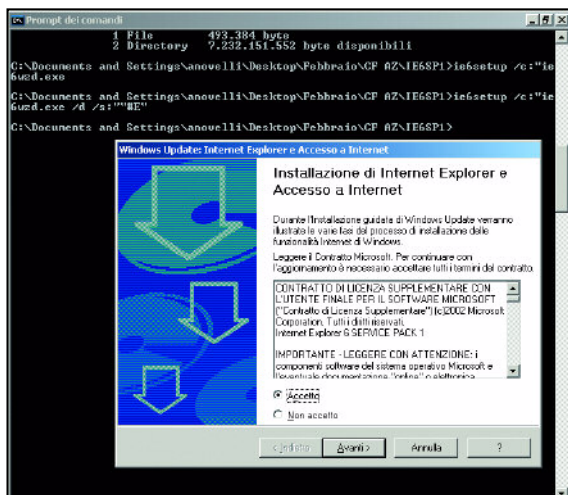 Prompt dei comandi
1 File 493.384 byte
2 Directory 7.232.151.552 byte disponibili
C:\Documents and Settings\anovelli\Desktop\Febbraio\CF AZ\IE6SP1>ie6setup /c:"ie
6wzd.exe
C:\Documents and Settings\anovelli\Desktop\Febbraio\CF AZ\IE6SP1>ie6setup /c:"ie
6wzd.exe /d /s:""#E"
C:\Documents and Settings\anovelli\Desktop\Febbraio\CF AZ\IE6SP1>
Windows Update: Internet Explorer e Accesso a Internet
Installazione di Internet Explorer e
Accesso a Internet
Durante l'Installazione guidata di Windows Update verranno
illustrate le varie fasi del processo di installazione delle
funzionalità Internet di Windows.
Leggere il Contratto Microsoft. Per continuare con
l'aggiornamento è necessario accettare tutti i termini del contratto.
CONTRATTO DI LICENZA SUPPLEMENTARE CON
L'UTENTE FINALE PER IL SOFTWARE MICROSOFT
("Contratto di Licenza Supplementare") (c)2002 Microsoft
Corporation. Tutti i diritti riservati.
Internet Explorer 6 SERVICE PACK 1
IMPORTANTE - LEGGERE CON ATTENZIONE: i
componenti software del sistema operativo Microsoft e
l'eventuale documentazione "online" o elettronica
Accetto
Non accetto
< Indietro
Avanti >
Annulla
?